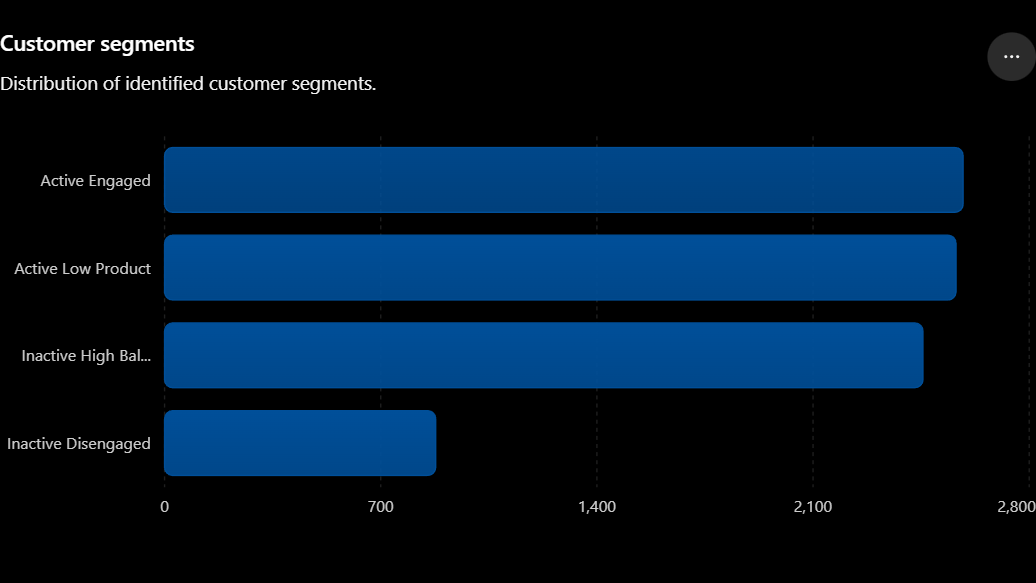 Customer segments
...
Distribution of identified customer segments.
Active Engaged
Active Low Product
Inactive High Bal...
Inactive Disengaged
0 700 1,400 2,100 2,800